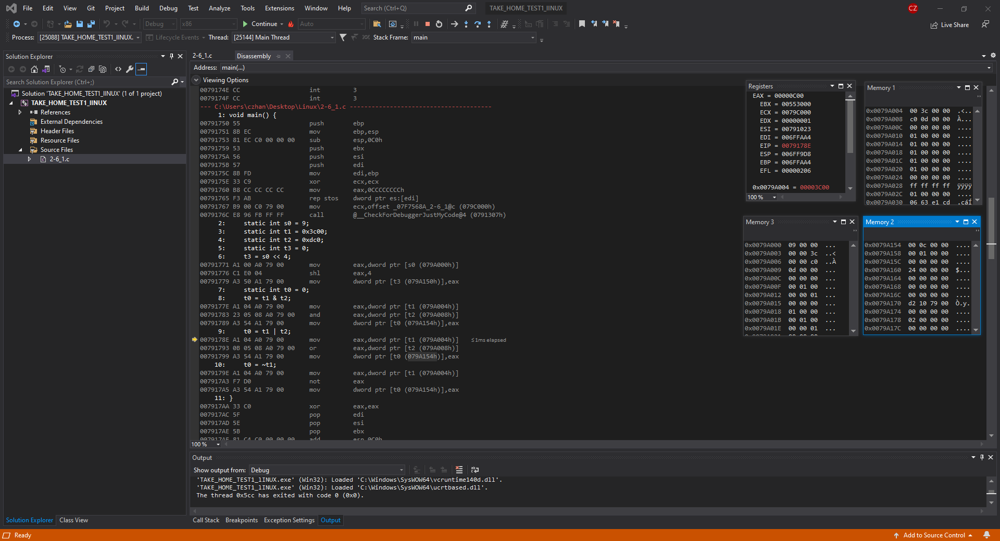 File Edit View Git Project Build Debug Test Analyze Tools Extensions Window Help Search (Ctrl+Q) TAKE_HOME_TEST1_lINUX CZ
Debug x86 Continue Auto Live Share
Process: [25088] TAKE_HOME_TEST1_lINUX. Lifecycle Events Thread: [25144] Main Thread Stack Frame: main
Solution Explorer
Search Solution Explorer (Ctrl+;)
Solution 'TAKE_HOME_TEST1_lINUX' (1 of 1 project)
TAKE_HOME_TEST1_lINUX
References
External Dependencies
Header Files
Resource Files
Source Files
2-6_1.c
Solution Explorer Class View
2-6_1.c Disassembly
Address: main(...)
Viewing Options
0079174E CC int 3
0079174F CC int 3
--- C:\Users\czhan\Desktop\Linux\2-6_1.c ---------------------------------------
1: void main() {
00791750 55 push ebp
00791751 8B EC mov ebp,esp
00791753 81 EC C0 00 00 00 sub esp,0C0h
00791759 53 push ebx
0079175A 56 push esi
0079175B 57 push edi
0079175C 8B FD mov edi,ebp
0079175E 33 C9 xor ecx,ecx
00791760 B8 CC CC CC CC mov eax,0CCCCCCCCh
00791765 F3 AB rep stos dword ptr es:[edi]
00791767 B9 00 C0 79 00 mov ecx,offset _07F7568A_2-6_1@c (079C000h)
0079176C E8 96 FB FF FF call @__CheckForDebuggerJustMyCode@4 (0791307h)
2: static int s0 = 9;
3: static int t1 = 0x3c00;
4: static int t2 = 0xdc0;
5: static int t3 = 0;
6: t3 = s0 << 4;
00791771 A1 00 A0 79 00 mov eax,dword ptr [s0 (079A000h)]
00791776 C1 E0 04 shl eax,4
00791779 A3 50 A1 79 00 mov dword ptr [t3 (079A150h)],eax
7: static int t0 = 0;
8: t0 = t1 & t2;
0079177E A1 04 A0 79 00 mov eax,dword ptr [t1 (079A004h)]
00791783 23 05 08 A0 79 00 and eax,dword ptr [t2 (079A008h)]
00791789 A3 54 A1 79 00 mov dword ptr [t0 (079A154h)],eax
9: t0 = t1 | t2;
0079178E A1 04 A0 79 00 mov eax,dword ptr [t1 (079A004h)] ≤1ms elapsed
00791793 0B 05 08 A0 79 00 or eax,dword ptr [t2 (079A008h)]
00791799 A3 54 A1 79 00 mov dword ptr [t0 (079A154h)],eax
10: t0 = ~t1;
0079179E A1 04 A0 79 00 mov eax,dword ptr [t1 (079A004h)]
007917A3 F7 D0 not eax
007917A5 A3 54 A1 79 00 mov dword ptr [t0 (079A154h)],eax
11: }
007917AA 33 C0 xor eax,eax
007917AC 5F pop edi
007917AD 5E pop esi
007917AE 5B pop ebx
007917AF 81 C4 C0 00 00 00 add esp,0C0h
100 %
Registers
EAX = 00000C00
EBX = 00553000
ECX = 0079C000
EDX = 00000001
ESI = 00791023
EDI = 006FFAA4
EIP = 0079178E
ESP = 006FF9D8
EBP = 006FFAA4
EFL = 00000206
0x0079A004 = 00003C00
100 %
Memory 1
0x0079A004 00 3c 00 00 .<..
0x0079A008 c0 0d 00 00 À...
0x0079A00C 00 00 00 00 ....
0x0079A010 01 00 00 00 ....
0x0079A014 01 00 00 00 ....
0x0079A018 01 00 00 00 ....
0x0079A01C 01 00 00 00 ....
0x0079A020 01 00 00 00 ....
0x0079A024 00 00 00 00 ....
0x0079A028 ff ff ff ff ÿÿÿÿ
0x0079A02C 01 00 00 00 ....
0x0079A030 06 63 e1 cd .cáÍ
Memory 3
0x0079A000 09 00 00 ...
0x0079A003 00 00 3c ..<
0x0079A006 00 00 c0 ..À
0x0079A009 0d 00 00 ...
0x0079A00C 00 00 00 ...
0x0079A00F 00 01 00 ...
0x0079A012 00 00 01 ...
0x0079A015 00 00 00 ...
0x0079A018 01 00 00 ...
0x0079A01B 00 01 00 ...
0x0079A01E 00 00 01 ...
Memory 2
0x0079A154 00 0c 00 00 ....
0x0079A158 00 01 00 00 ....
0x0079A15C 00 00 00 00 ....
0x0079A160 24 00 00 00 $...
0x0079A164 00 00 00 00 ....
0x0079A168 00 00 00 00 ....
0x0079A16C 00 00 00 00 ....
0x0079A170 d2 10 79 00 Ò.y.
0x0079A174 00 00 00 00 ....
0x0079A178 02 00 00 00 ....
0x0079A17C 00 00 00 00 ....
Output
Show output from: Debug
'TAKE_HOME_TEST1_lINUX.exe' (Win32): Loaded 'C:\Windows\SysWOW64\vcruntime140d.dll'.
'TAKE_HOME_TEST1_lINUX.exe' (Win32): Loaded 'C:\Windows\SysWOW64\ucrtbased.dll'.
The thread 0x5cc has exited with code 0 (0x0).
Call Stack Breakpoints Exception Settings Output
Ready Add to Source Control